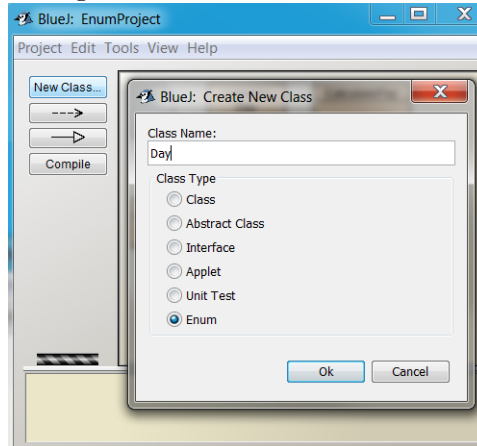 BlueJ: EnumProject
Project Edit Tools View Help
New Class...
Compile
BlueJ: Create New Class
Class Name:
Day
Class Type
Class
Abstract Class
Interface
Applet
Unit Test
Enum
Ok Cancel